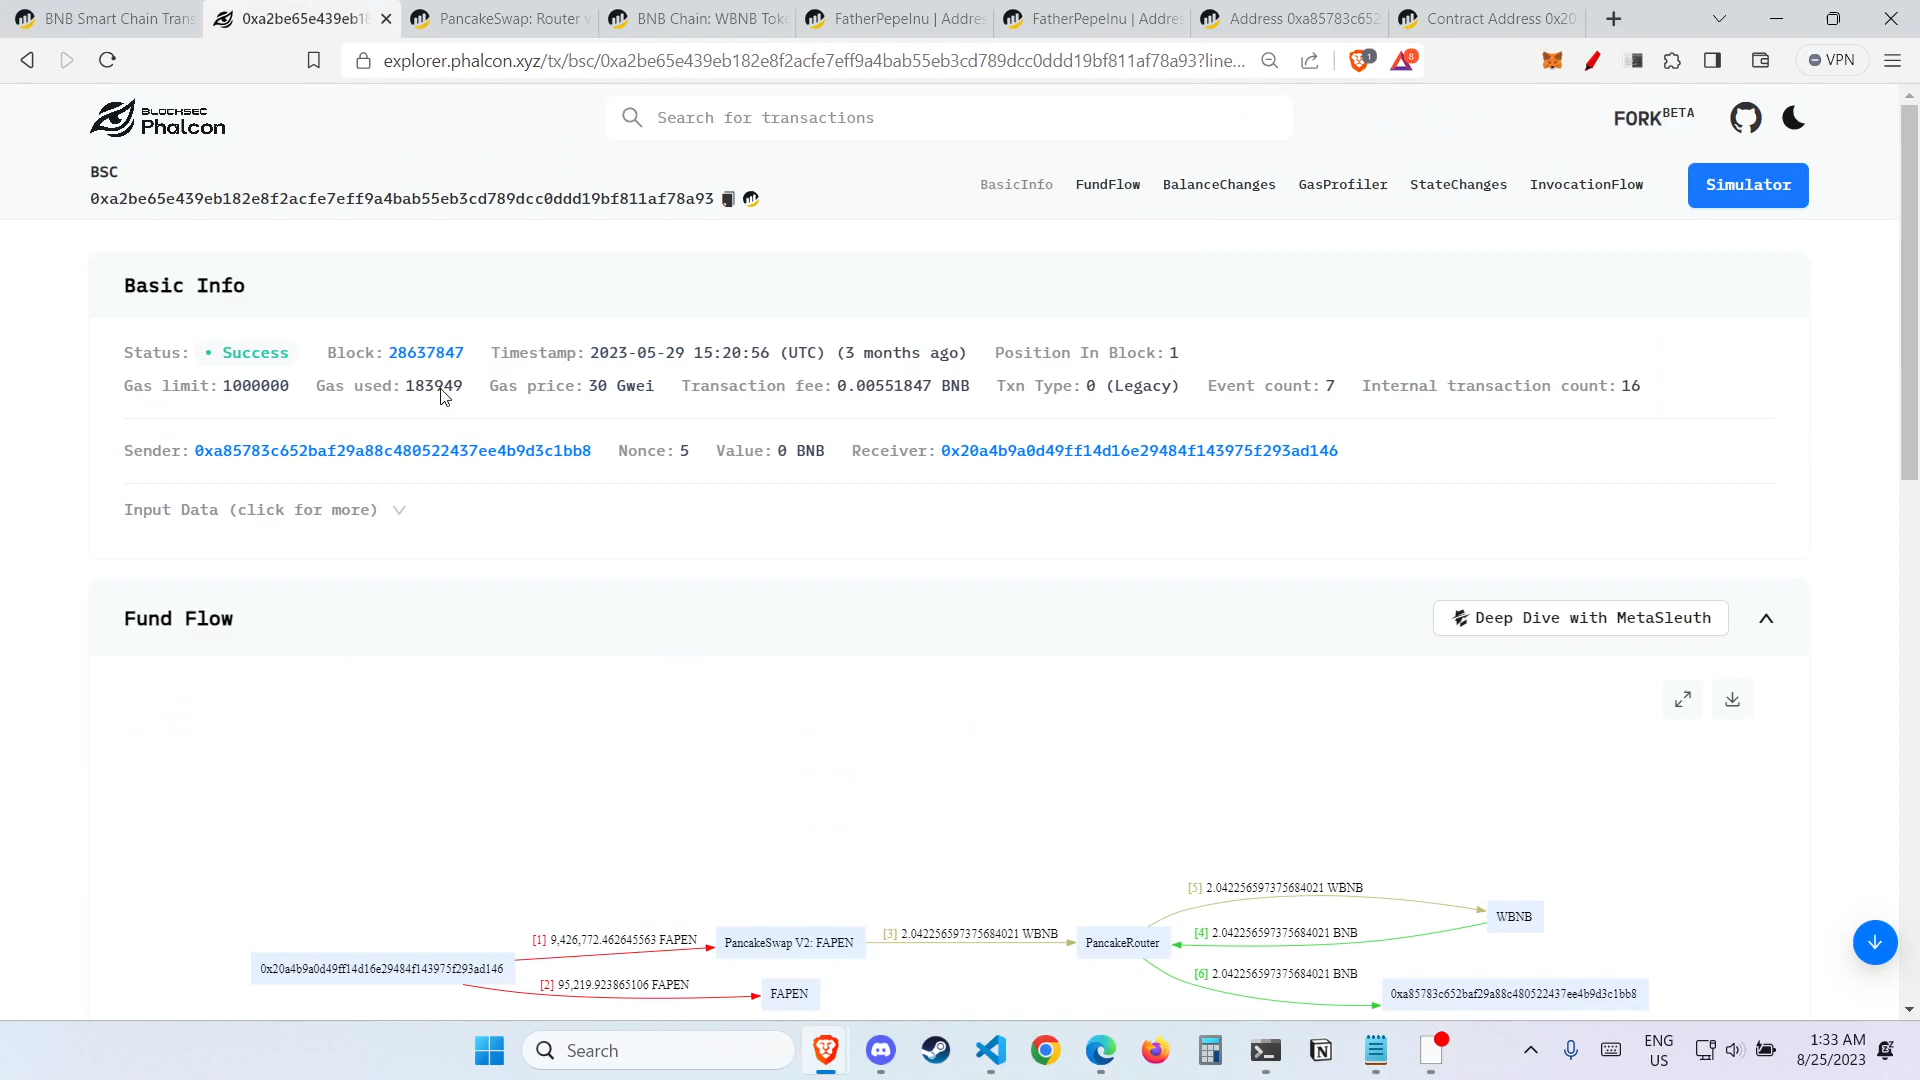 BNB Smart Chain Trans
0xa2be65e439eb18
PancakeSwap: Router v
BNB Chain: WBNB Toke
FatherPepeInu | Addres
FatherPepeInu | Addres
Address 0xa85783c652
Contract Address 0x20
explorer.phalcon.xyz/tx/bsc/0xa2be65e439eb182e8f2acfe7eff9a4bab55eb3cd789dcc0ddd19bf811af78a93?line...
1
8
VPN
BLOCKSEC
Phalcon
Search for transactions
FORK BETA
BSC
0xa2be65e439eb182e8f2acfe7eff9a4bab55eb3cd789dcc0ddd19bf811af78a93
BasicInfo FundFlow BalanceChanges GasProfiler StateChanges InvocationFlow
Simulator
Basic Info
Status: • Success Block: 28637847 Timestamp: 2023-05-29 15:20:56 (UTC) (3 months ago) Position In Block: 1
Gas limit: 1000000 Gas used: 183949 Gas price: 30 Gwei Transaction fee: 0.00551847 BNB Txn Type: 0 (Legacy) Event count: 7 Internal transaction count: 16
Sender: 0xa85783c652baf29a88c480522437ee4b9d3c1bb8 Nonce: 5 Value: 0 BNB Receiver: 0x20a4b9a0d49ff14d16e29484f143975f293ad146
Input Data (click for more)
Fund Flow
Deep Dive with MetaSleuth
[5] 2.042256597375684021 WBNB
WBNB
[1] 9,426,772.462645563 FAPEN
PancakeSwap V2: FAPEN
[3] 2.042256597375684021 WBNB
PancakeRouter
[4] 2.042256597375684021 BNB
0x20a4b9a0d49ff14d16e29484f143975f293ad146
[2] 95,219.923865106 FAPEN
FAPEN
[6] 2.042256597375684021 BNB
0xa85783c652baf29a88c480522437ee4b9d3c1bb8
Search
ENG
US
1:33 AM
8/25/2023